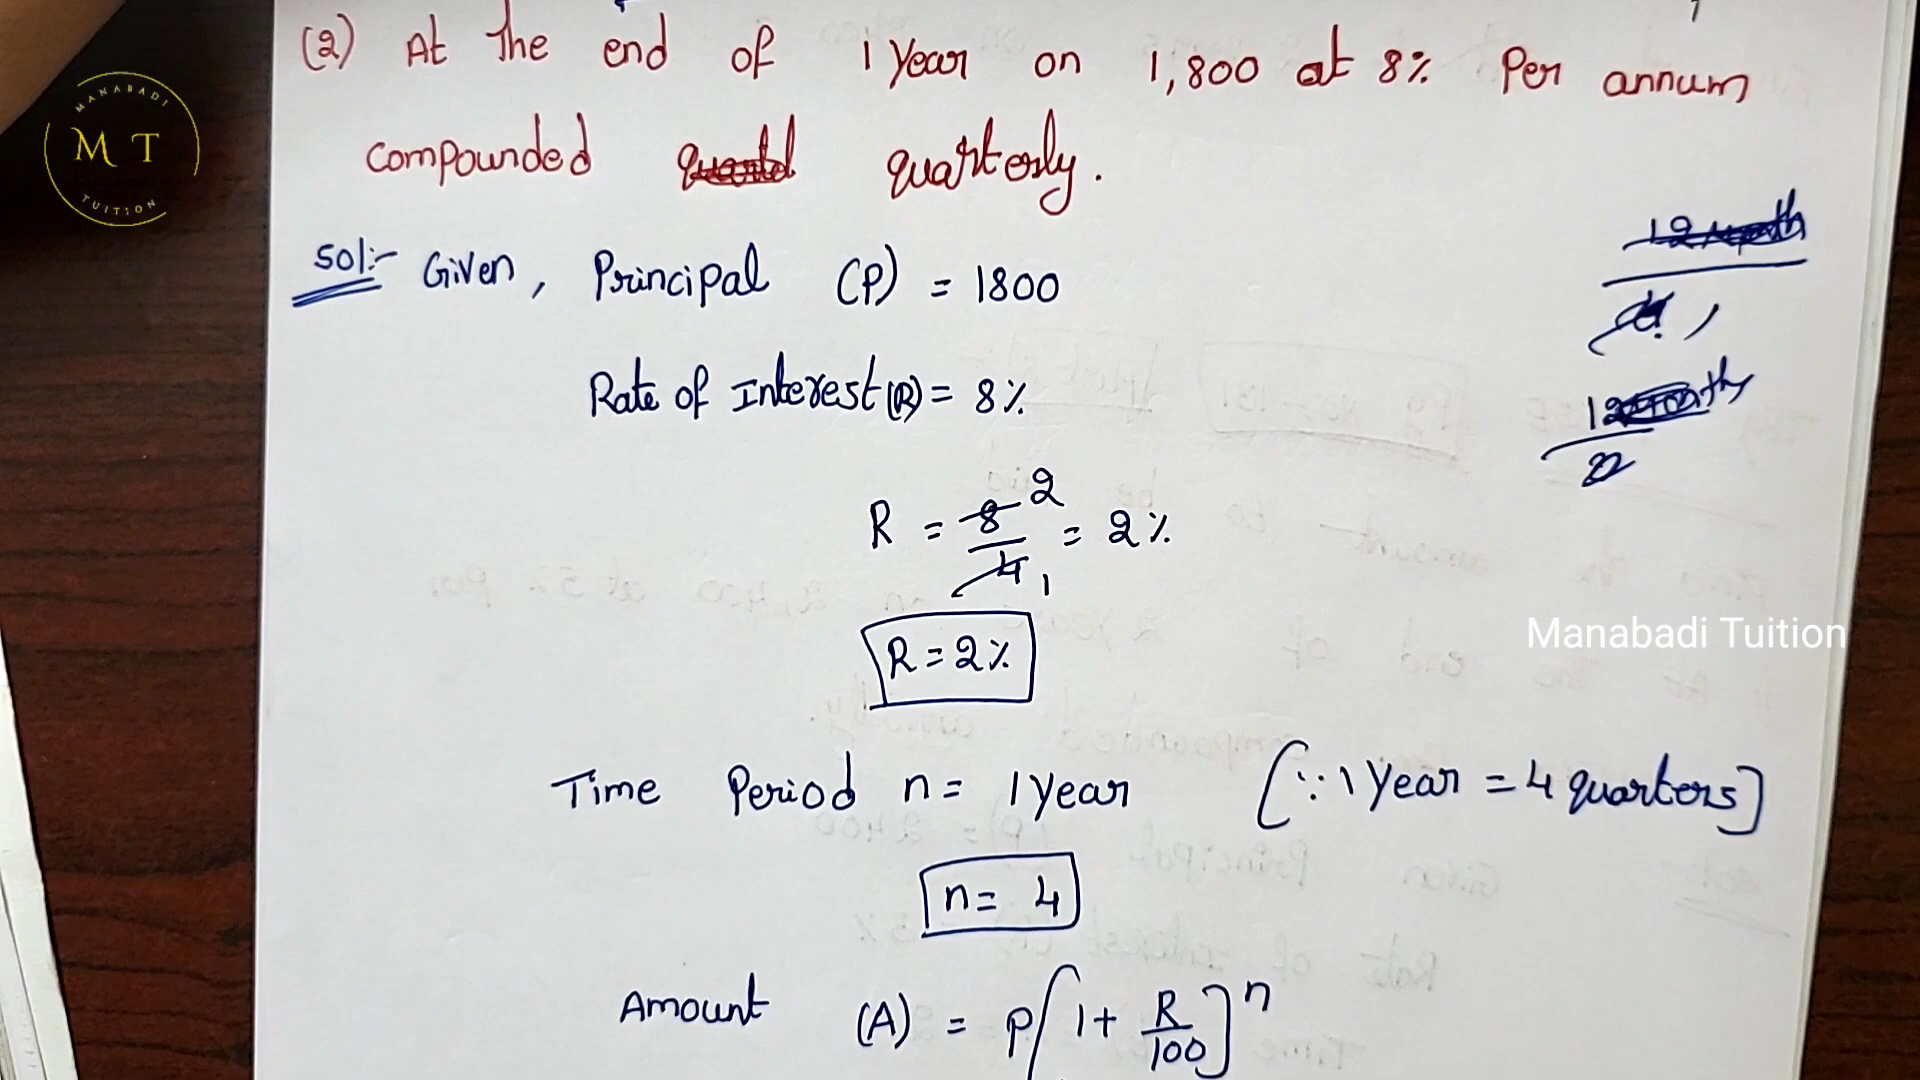 (2) At the end of 1 Year on 1,800 at 8% Per annum
compounded quarterly.
MANABADI
M T
TUITION
Sol:- Given, Principal (P) = 1800
Rate of Interest (R) = 8%
R = 8/4 2 1 = 2%
R = 2%
Manabadi Tuition
Time Period n = 1 year [∵ 1 Year = 4 quarters]
n = 4
Amount (A) = P[1 + R/100]^n